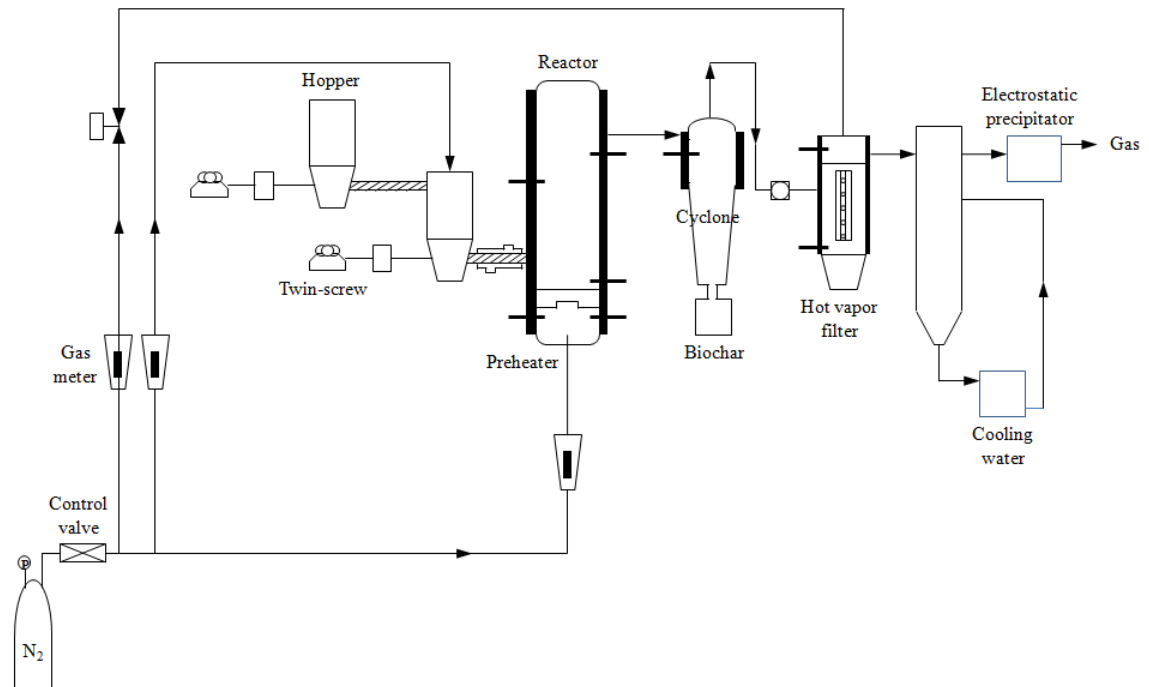 Reactor
Hopper
Electrostatic
precipitator
Gas
Cyclone
Twin-screw
Hot vapor
filter
Gas
meter
Preheater
Biochar
Cooling
water
Control
valve
P
N2